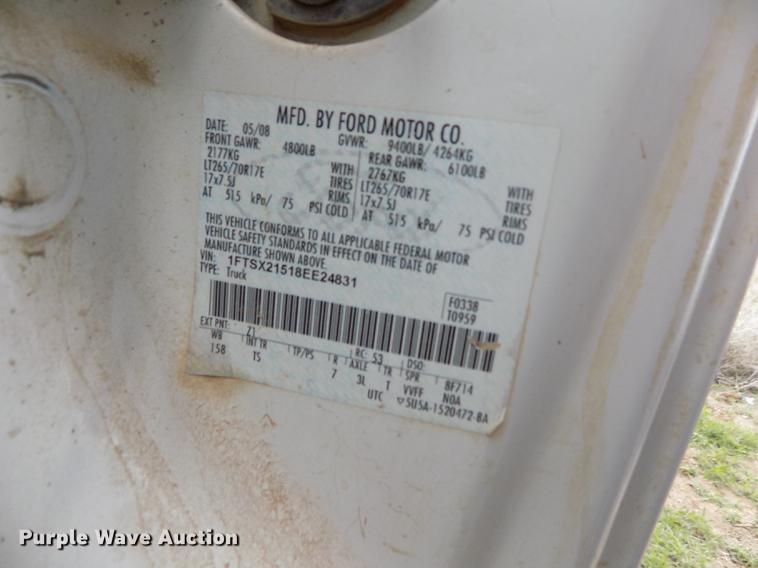 MFD. BY FORD MOTOR CO.
DATE: 05/08 GVWR: 9400LB/ 4264KG
FRONT GAWR: 4800LB REAR GAWR: 6100LB
2177KG WITH 2767KG WITH
LT265/70R17E TIRES LT265/70R17E TIRES
17x7.5J RIMS 17x7.5J RIMS
AT 515 kPa/ 75 PSI COLD AT 515 kPa/ 75 PSI COLD
THIS VEHICLE CONFORMS TO ALL APPLICABLE FEDERAL MOTOR
VEHICLE SAFETY STANDARDS IN EFFECT ON THE DATE OF
MANUFACTURE SHOWN ABOVE.
VIN: 1FTSX21518EE24831
TYPE: Truck
F0338
T0959
EXT PNT: Z1 RC: 53 DSO:
WB INT TR TP/PS R AXLE TR SPR 8F714
158 TS 7 3L T VVFF NOA
UTC 5U5A-1520472-BA
Purple Wave Auction